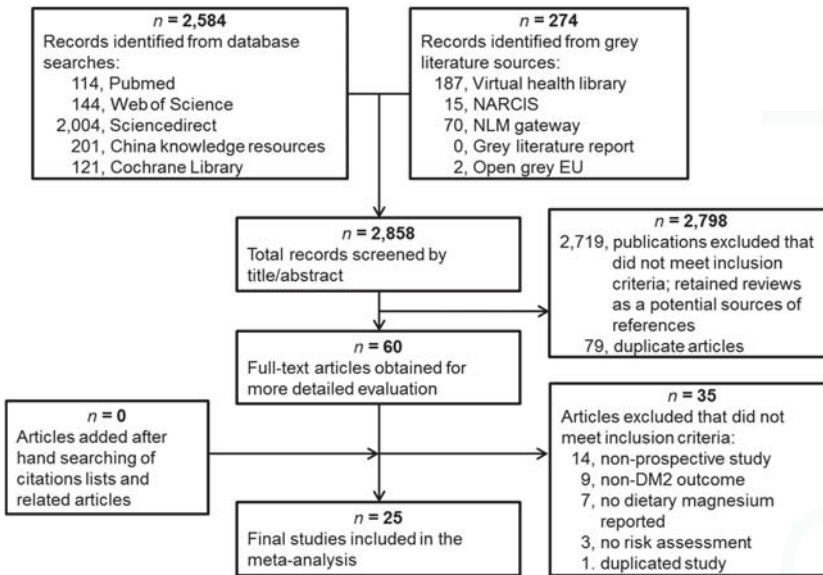 n = 2,584
Records identified from database
searches:
114, Pubmed
144, Web of Science
2,004, Sciencedirect
201, China knowledge resources
121, Cochrane Library
n = 274
Records identified from grey
literature sources:
187, Virtual health library
15, NARCIS
70, NLM gateway
0, Grey literature report
2, Open grey EU
n = 2,858
Total records screened by
title/abstract
n = 2,798
2,719, publications excluded that
did not meet inclusion
criteria; retained reviews
as a potential sources of
references
79, duplicate articles
n = 60
Full-text articles obtained for
more detailed evaluation
n = 0
Articles added after
hand searching of
citations lists and
related articles
n = 35
Articles excluded that did not
meet inclusion criteria:
14, non-prospective study
9, non-DM2 outcome
7, no dietary magnesium
reported
3, no risk assessment
1. duplicated study
n = 25
Final studies included in the
meta-analysis